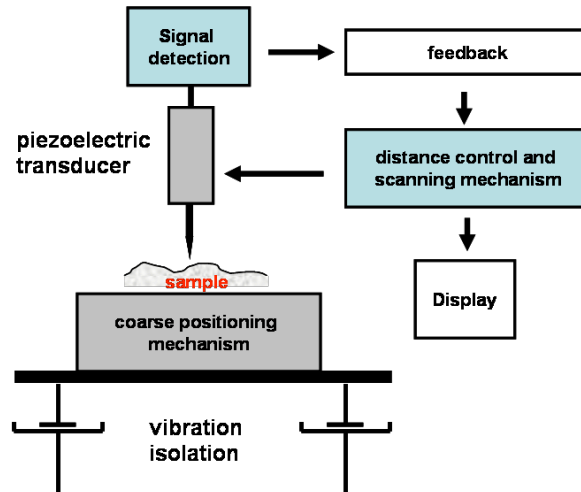 Signal
detection
feedback
piezoelectric
transducer
distance control and
scanning mechanism
sample
Display
coarse positioning
mechanism
vibration
isolation